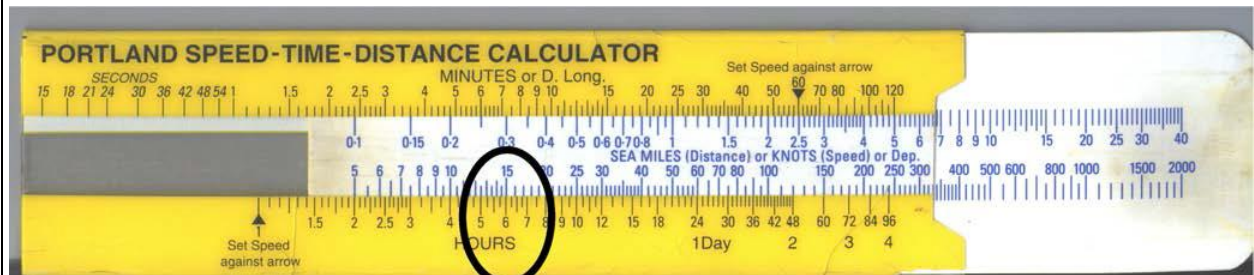 PORTLAND SPEED-TIME-DISTANCE CALCULATOR
SECONDS
MINUTES or D. Long.
Set Speed against arrow
60
15 18 21 24 30 36 42 48 54 1 1.5 2 2.5 3 4 5 6 7 8 9 10 15 20 25 30 40 50 70 80 100 120
0·1 0·15 0·2 0·3 0·4 0·5 0·6 0·7 0·8 1 1.5 2 2.5 3 4 5 6 7 8 9 10 15 20 25 30 40
SEA MILES (Distance) or KNOTS (Speed) or Dep.
5 6 7 8 9 10 15 20 25 30 40 50 60 70 80 100 150 200 250 300 400 500 600 800 1000 1500 2000
1 1.5 2 2.5 3 4 5 6 7 8 9 10 12 15 18 24 30 36 42 48 60 72 84 96
Set Speed
against arrow
HOURS
1Day 2 3 4